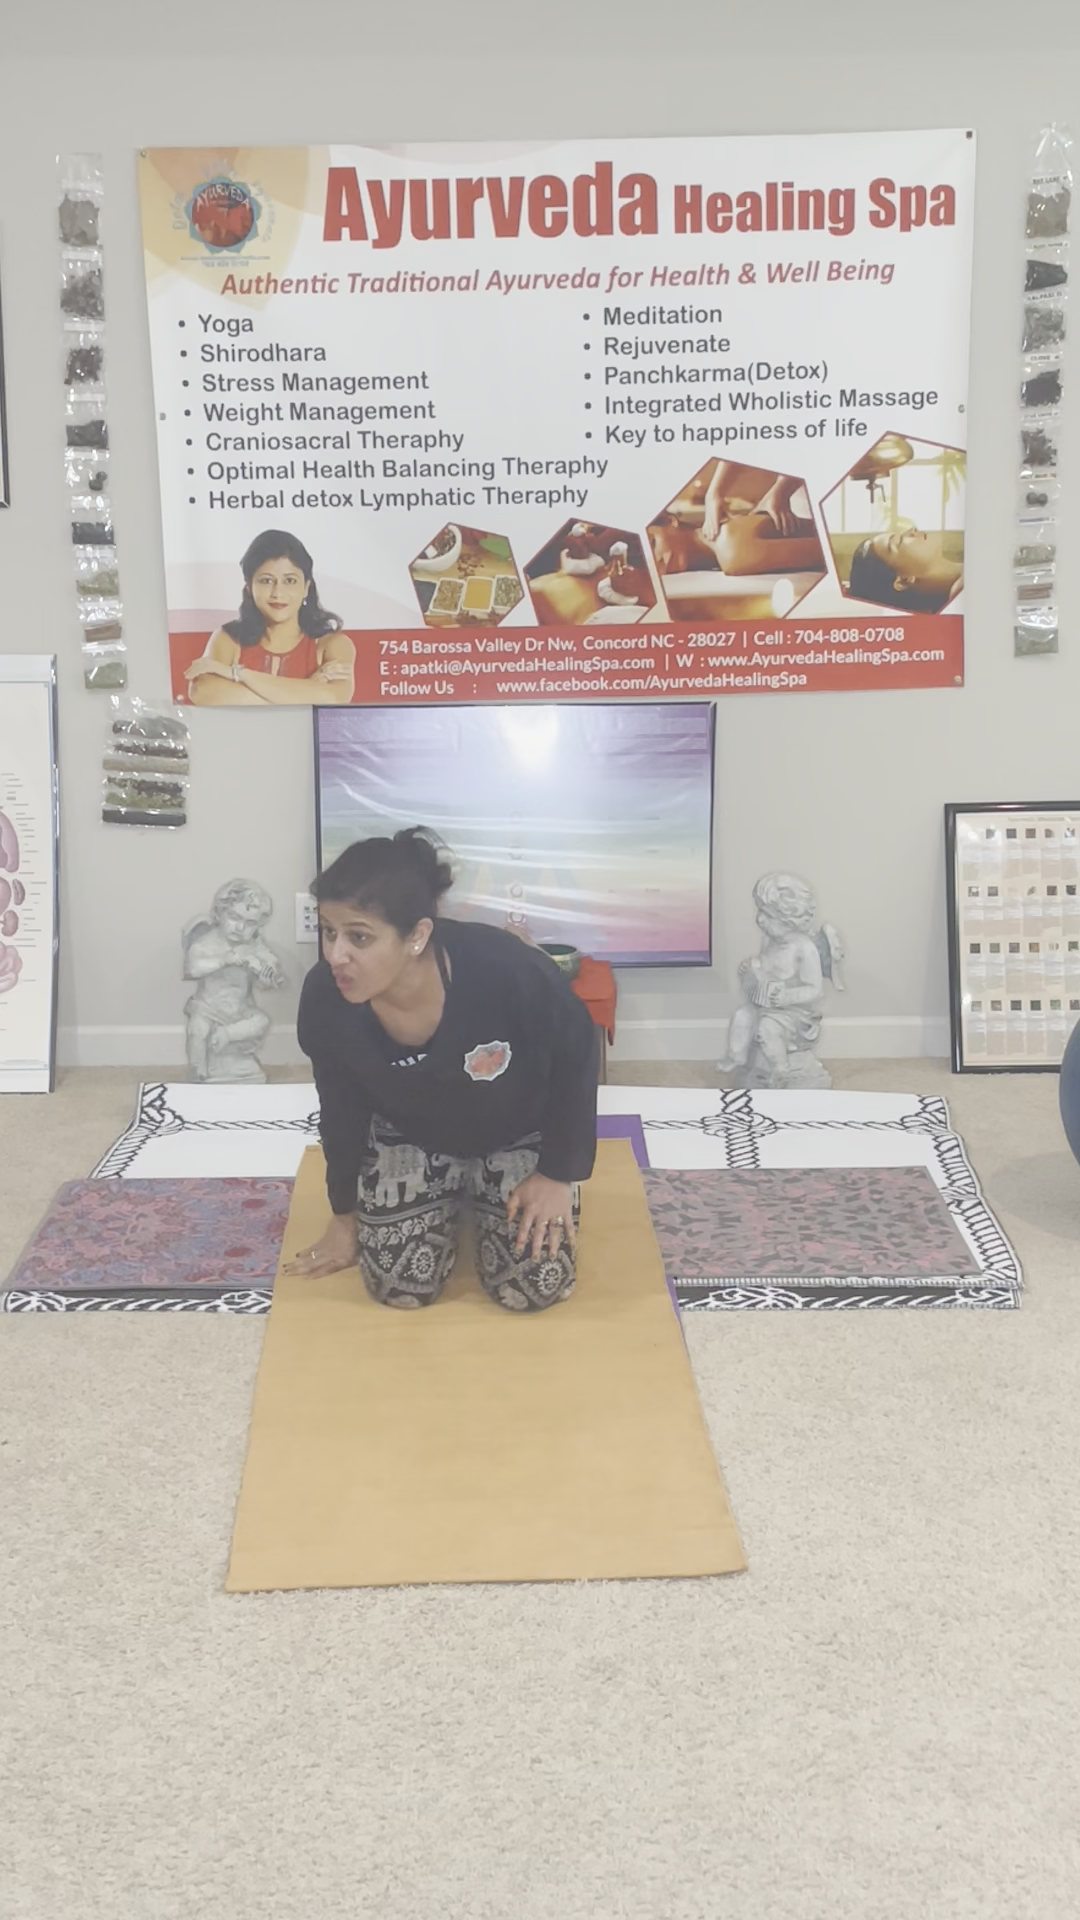 AYURVEDA
Ayurveda Healing Spa
Authentic Traditional Ayurveda for Health & Well Being
• Yoga
• Shirodhara
• Stress Management
• Weight Management
• Craniosacral Theraphy
• Optimal Health Balancing Theraphy
• Herbal detox Lymphatic Theraphy
• Meditation
• Rejuvenate
• Panchkarma(Detox)
• Integrated Wholistic Massage
• Key to happiness of life
754 Barossa Valley Dr Nw, Concord NC - 28027 | Cell : 704-808-0708
E : apatki@AyurvedaHealingSpa.com | W : www.AyurvedaHealingSpa.com
Follow Us : www.facebook.com/AyurvedaHealingSpa